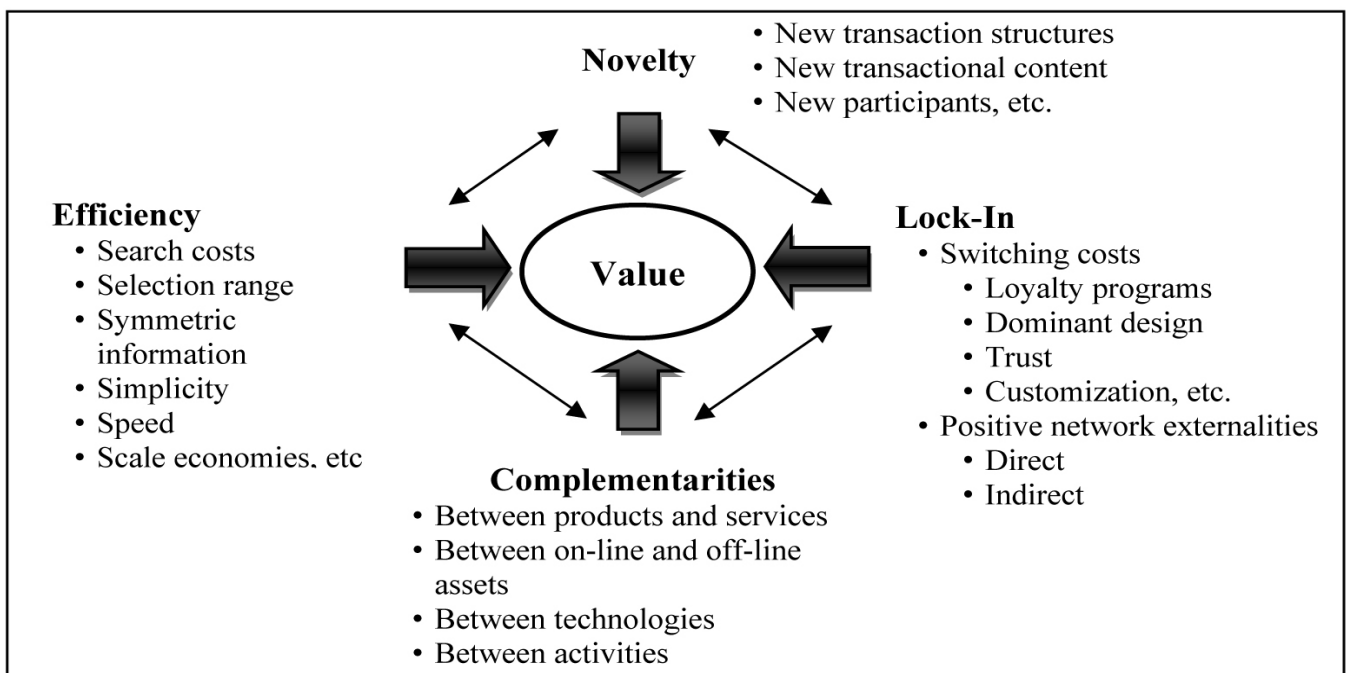 Novelty
• New transaction structures
• New transactional content
• New participants, etc.
Efficiency
• Search costs
• Selection range
• Symmetric
information
• Simplicity
• Speed
• Scale economies, etc
Value
Lock-In
• Switching costs
• Loyalty programs
• Dominant design
• Trust
• Customization, etc.
• Positive network externalities
• Direct
• Indirect
Complementarities
• Between products and services
• Between on-line and off-line
assets
• Between technologies
• Between activities